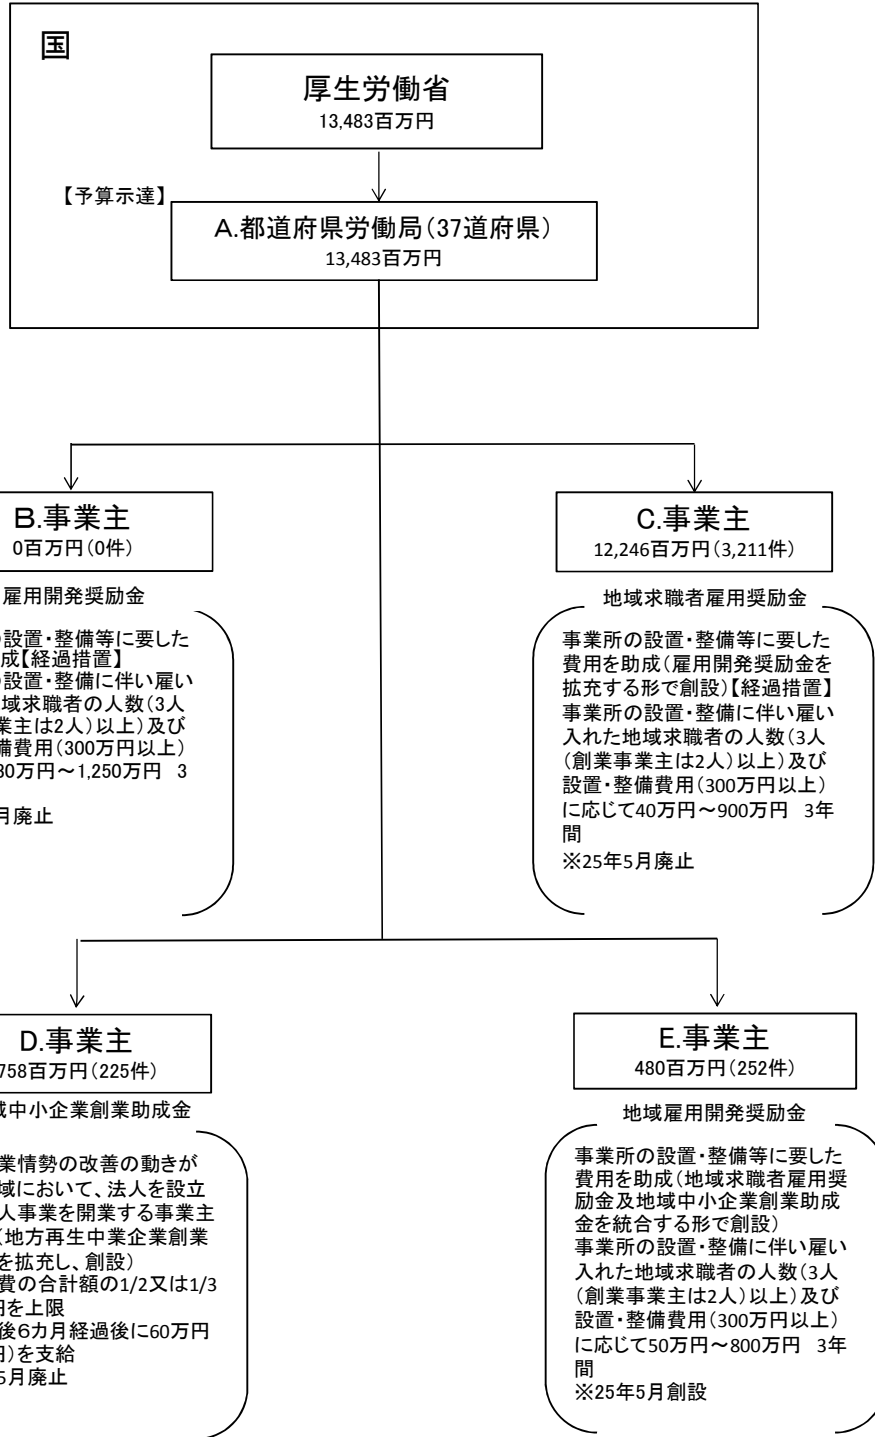 国
厚生労働省
13,483百万円
【予算示達】
A.都道府県労働局(37道府県)
13,483百万円
B.事業主
0百万円(0件)
雇用開発奨励金
設置・整備等に要した
成【経過措置】
設置・整備に伴い雇い
域求職者の人数(3人
業主は2人)以上)及び
備費用(300万円以上)
30万円～1,250万円 3
月廃止
C.事業主
12,246百万円(3,211件)
地域求職者雇用奨励金
事業所の設置・整備等に要した
費用を助成(雇用開発奨励金を
拡充する形で創設)【経過措置】
事業所の設置・整備に伴い雇い
入れた地域求職者の人数(3人
(創業事業主は2人)以上)及び
設置・整備費用(300万円以上)
に応じて40万円～900万円 3年
間
※25年5月廃止
D.事業主
758百万円(225件)
域中小企業創業助成金
業情勢の改善の動きが
域において、法人を設立
人事業を開業する事業主
(地方再生中業企業創業
を拡充し、創設)
費の合計額の1/2又は1/3
円を上限
後6カ月経過後に60万円
円)を支給
5月廃止
E.事業主
480百万円(252件)
地域雇用開発奨励金
事業所の設置・整備等に要した
費用を助成(地域求職者雇用奨
励金及び地域中小企業創業助成
金を統合する形で創設)
事業所の設置・整備に伴い雇い
入れた地域求職者の人数(3人
(創業事業主は2人)以上)及び
設置・整備費用(300万円以上)
に応じて50万円～800万円 3年
間
※25年5月創設